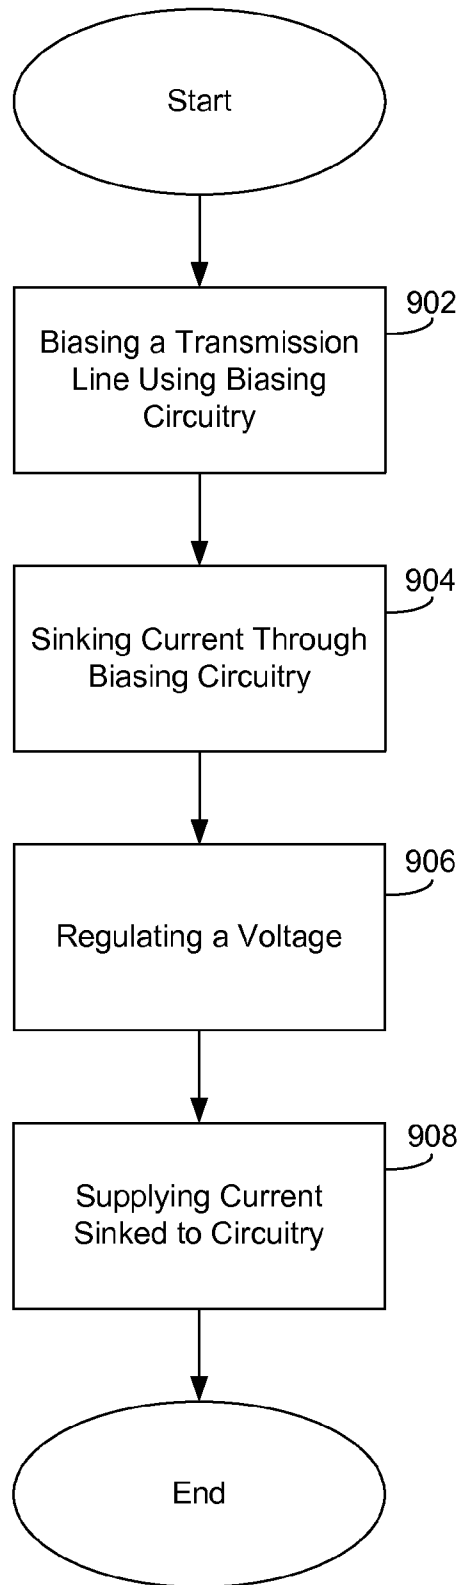 Start
902
Biasing a Transmission
Line Using Biasing
Circuitry
904
Sinking Current Through
Biasing Circuitry
906
Regulating a Voltage
908
Supplying Current
Sinked to Circuitry
End